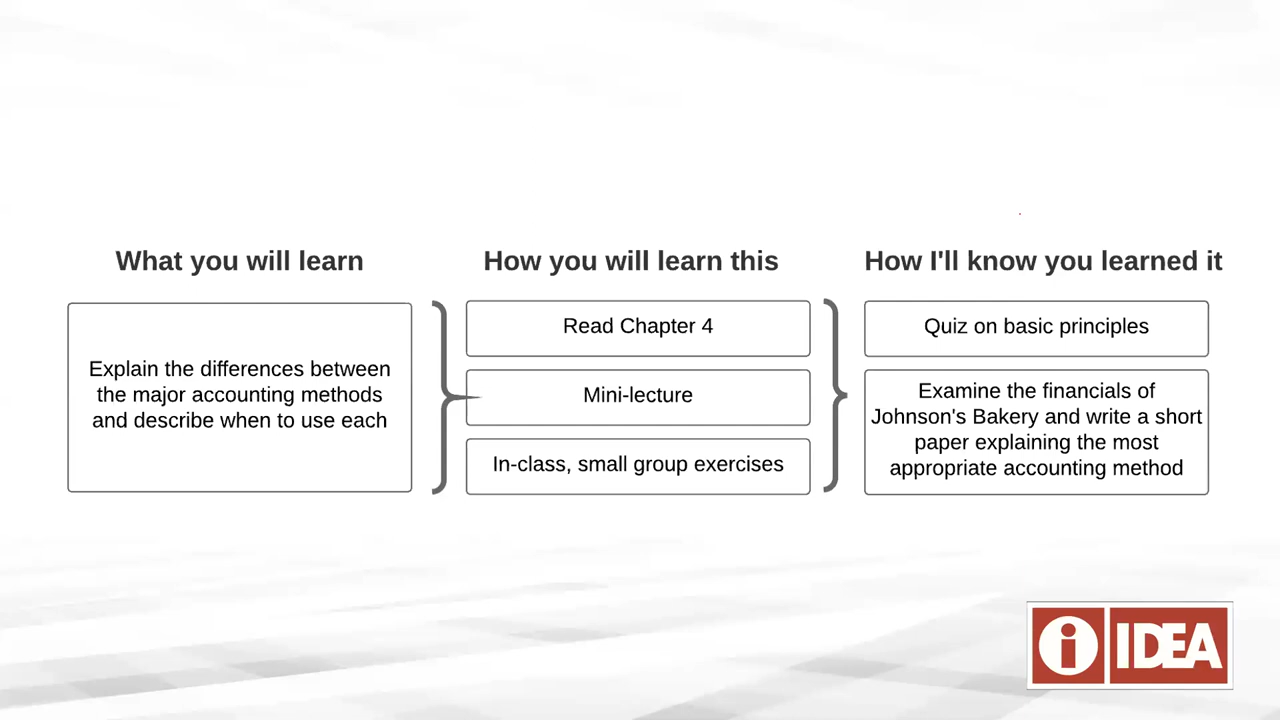 What you will learn
How you will learn this
How I'll know you learned it
Explain the differences between
the major accounting methods
and describe when to use each
Read Chapter 4
Mini-lecture
In-class, small group exercises
Quiz on basic principles
Examine the financials of
Johnson's Bakery and write a short
paper explaining the most
appropriate accounting method
i IDEA